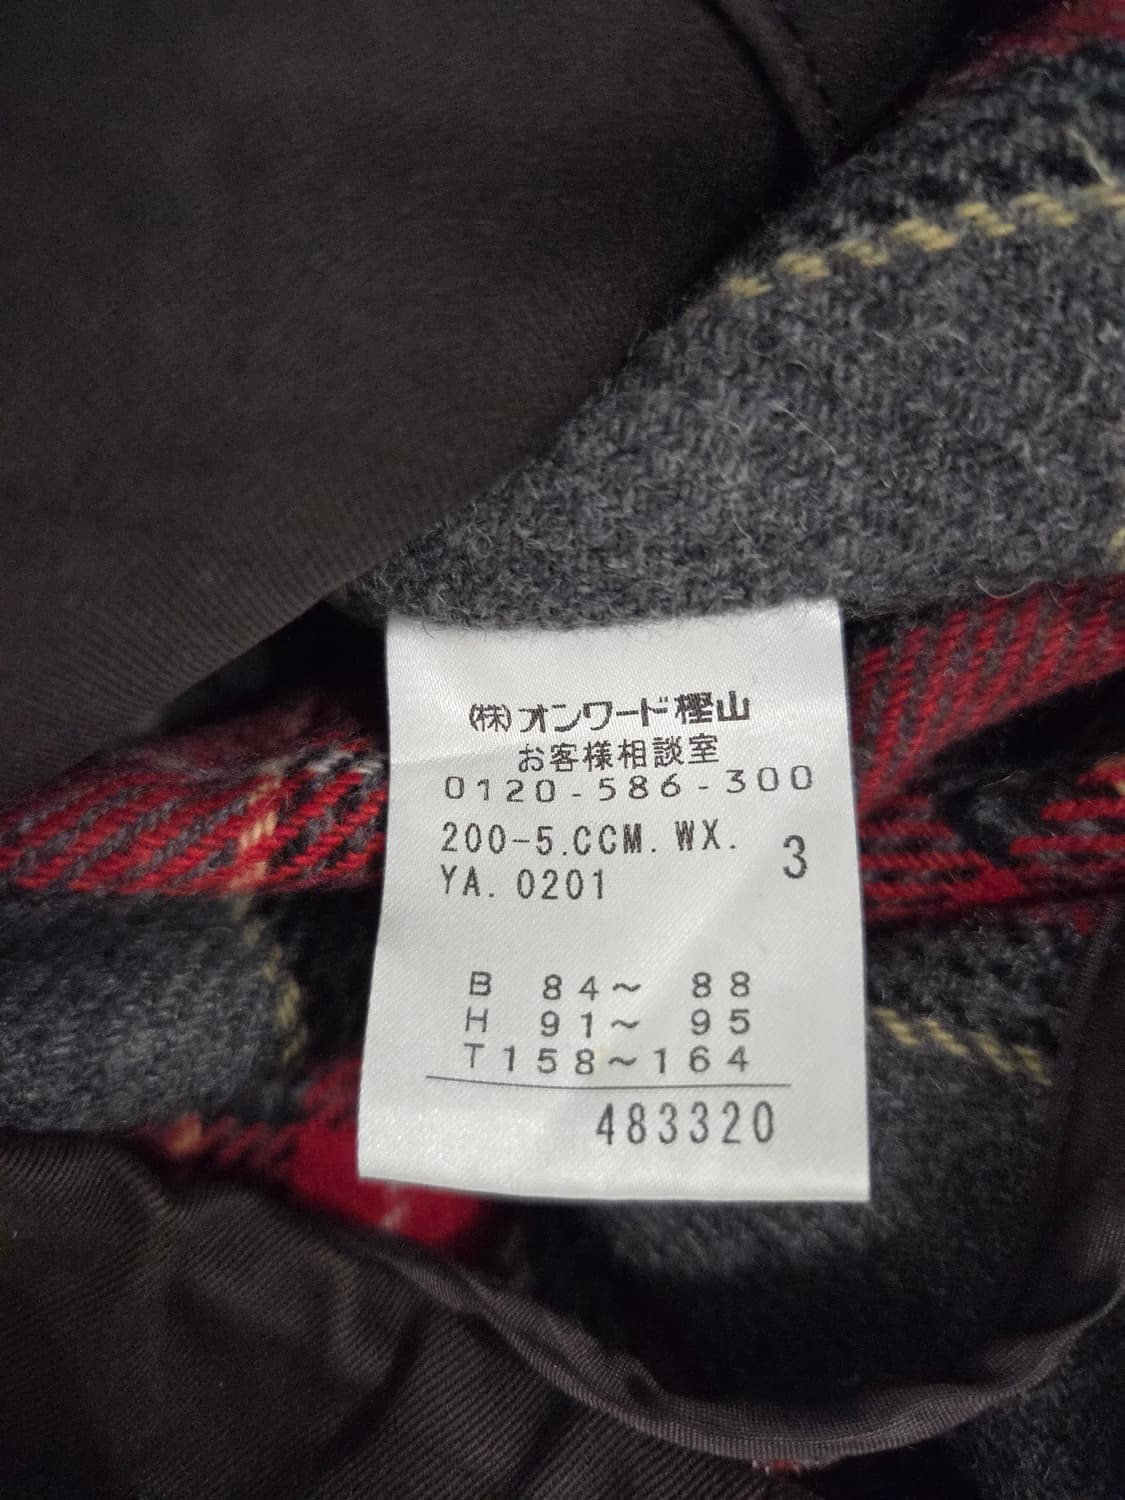 (株)オンワード樫山
お客様相談室
0120-586-300
200-5.CCM.WX. 3
YA.0201
B 84~ 88
H 91~ 95
T158~164
483320